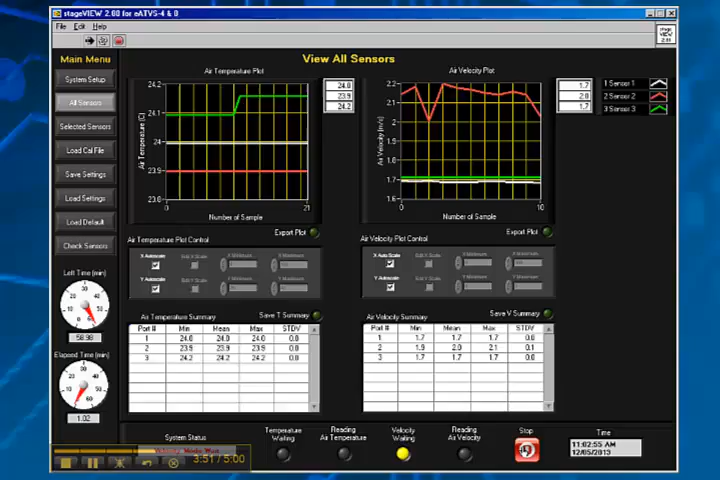 stageVIEW 2.08 for eATVS-4 & 8
File Edit Help
Main Menu
View All Sensors
System Setup
All Sensors
Selected Sensors
Load Cal File
Save Settings
Load Settings
Load Default
Check Sensors
Left Time (min)
30
60
58.98
Elapsed Time (min)
30
60
1.02
Air Temperature Plot
24.2
24.1
24
23.9
23.8
Air Temperature (C)
0
21
Number of Sample
24.0
23.9
24.2
Export Plot
Air Velocity Plot
2.2
2.1
2
1.9
1.8
1.7
1.6
Air Velocity (m/s)
0
10
Number of Sample
1.7
2.0
1.7
1 Sensor 1
2 Sensor 2
3 Sensor 3
Export Plot
Air Temperature Plot Control
X Autoscale
Y Autoscale
Air Velocity Plot Control
X Auto Scale
Y Autoscale
Air Temperature Summary
Save T Summary
Port # Min Mean Max STDV
1 24.0 24.0 24.0 0.0
2 23.9 23.9 23.9 0.0
3 24.2 24.2 24.2 0.0
Air Velocity Summary
Save V Summary
Port # Min Mean Max STDV
1 1.7 1.7 1.7 0.0
2 1.9 2.0 2.1 0.1
3 1.7 1.7 1.7 0.0
System Status
Temperature Waiting
Reading Air Temperature
Velocity Waiting
Reading Air Velocity
Stop
Time
11:02:55 AM
12/05/2013
3:51 / 5:00